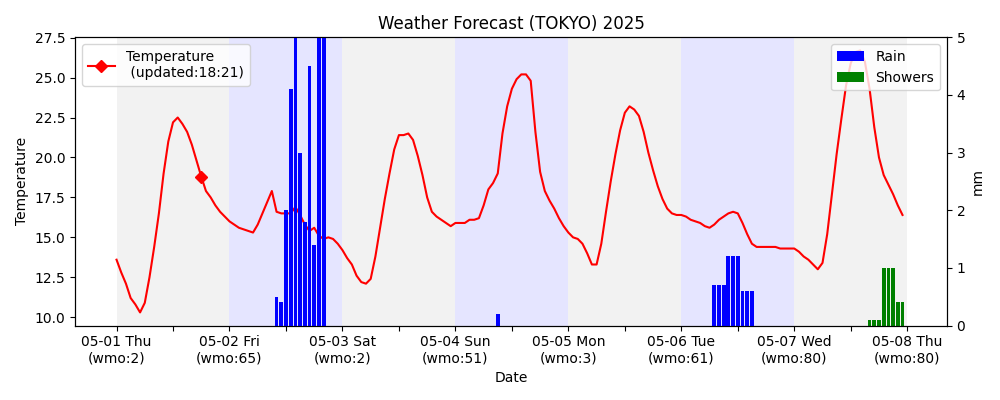 Weather Forecast (TOKYO) 2025
Temperature
(updated:18:21)
Rain
Showers
27.5
25.0
22.5
20.0
17.5
15.0
12.5
10.0
Temperature
5
4
3
2
1
0
mm
05-01 Thu
(wmo:2)
05-02 Fri
(wmo:65)
05-03 Sat
(wmo:2)
05-04 Sun
(wmo:51)
05-05 Mon
(wmo:3)
05-06 Tue
(wmo:61)
05-07 Wed
(wmo:80)
05-08 Thu
(wmo:80)
Date